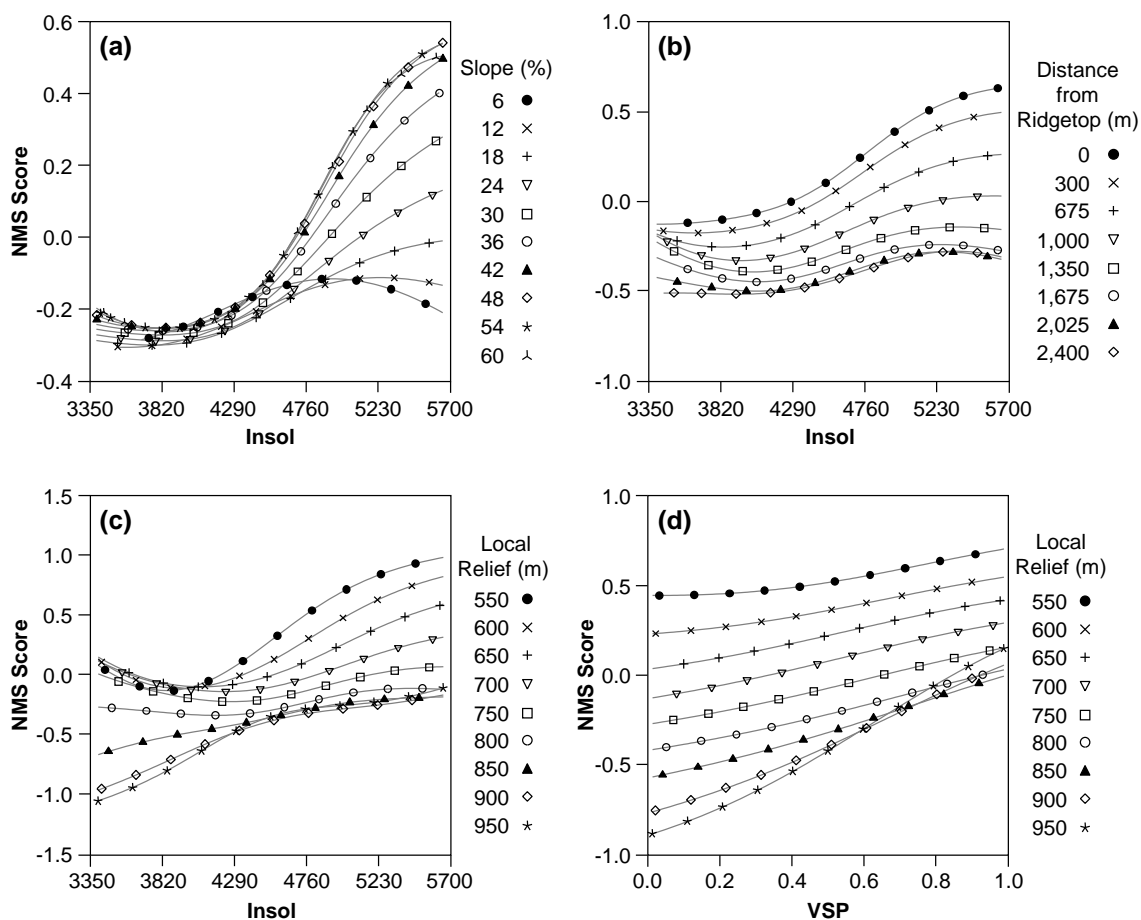 (a)
0.6
0.4
0.2
0.0
-0.2
-0.4
NMS Score
3350 3820 4290 4760 5230 5700
Insol
Slope (%)
6
12
18
24
30
36
42
48
54
60
(b)
1.0
0.5
0.0
-0.5
-1.0
NMS Score
3350 3820 4290 4760 5230 5700
Insol
Distance
from
Ridgetop (m)
0
300
675
1,000
1,350
1,675
2,025
2,400
(c)
1.5
1.0
0.5
0.0
-0.5
-1.0
-1.5
NMS Score
3350 3820 4290 4760 5230 5700
Insol
Local
Relief (m)
550
600
650
700
750
800
850
900
950
(d)
1.0
0.5
0.0
-0.5
-1.0
NMS Score
0.0 0.2 0.4 0.6 0.8 1.0
VSP
Local
Relief (m)
550
600
650
700
750
800
850
900
950